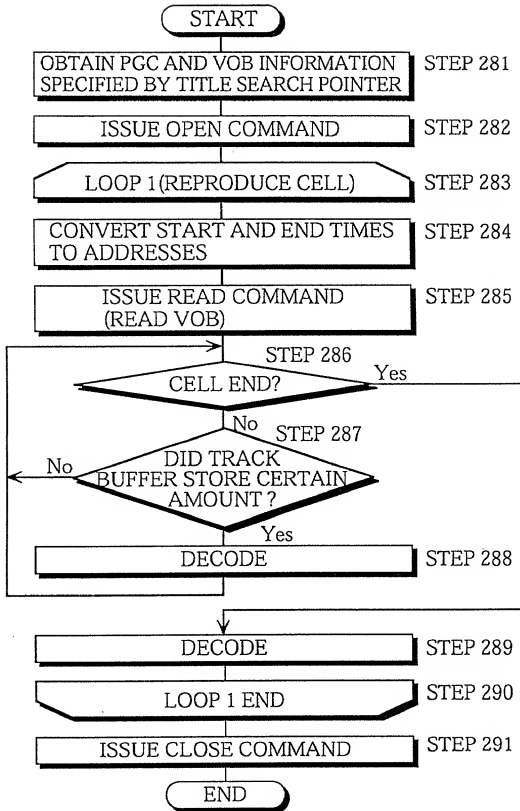 START
OBTAIN PGC AND VOB INFORMATION
SPECIFIED BY TITLE SEARCH POINTER
STEP 281
ISSUE OPEN COMMAND
STEP 282
LOOP 1(REPRODUCE CELL)
STEP 283
CONVERT START AND END TIMES
TO ADDRESSES
STEP 284
ISSUE READ COMMAND
(READ VOB)
STEP 285
STEP 286
CELL END?
Yes
No
STEP 287
DID TRACK
BUFFER STORE CERTAIN
AMOUNT?
No
Yes
DECODE
STEP 288
DECODE
STEP 289
LOOP 1 END
STEP 290
ISSUE CLOSE COMMAND
STEP 291
END